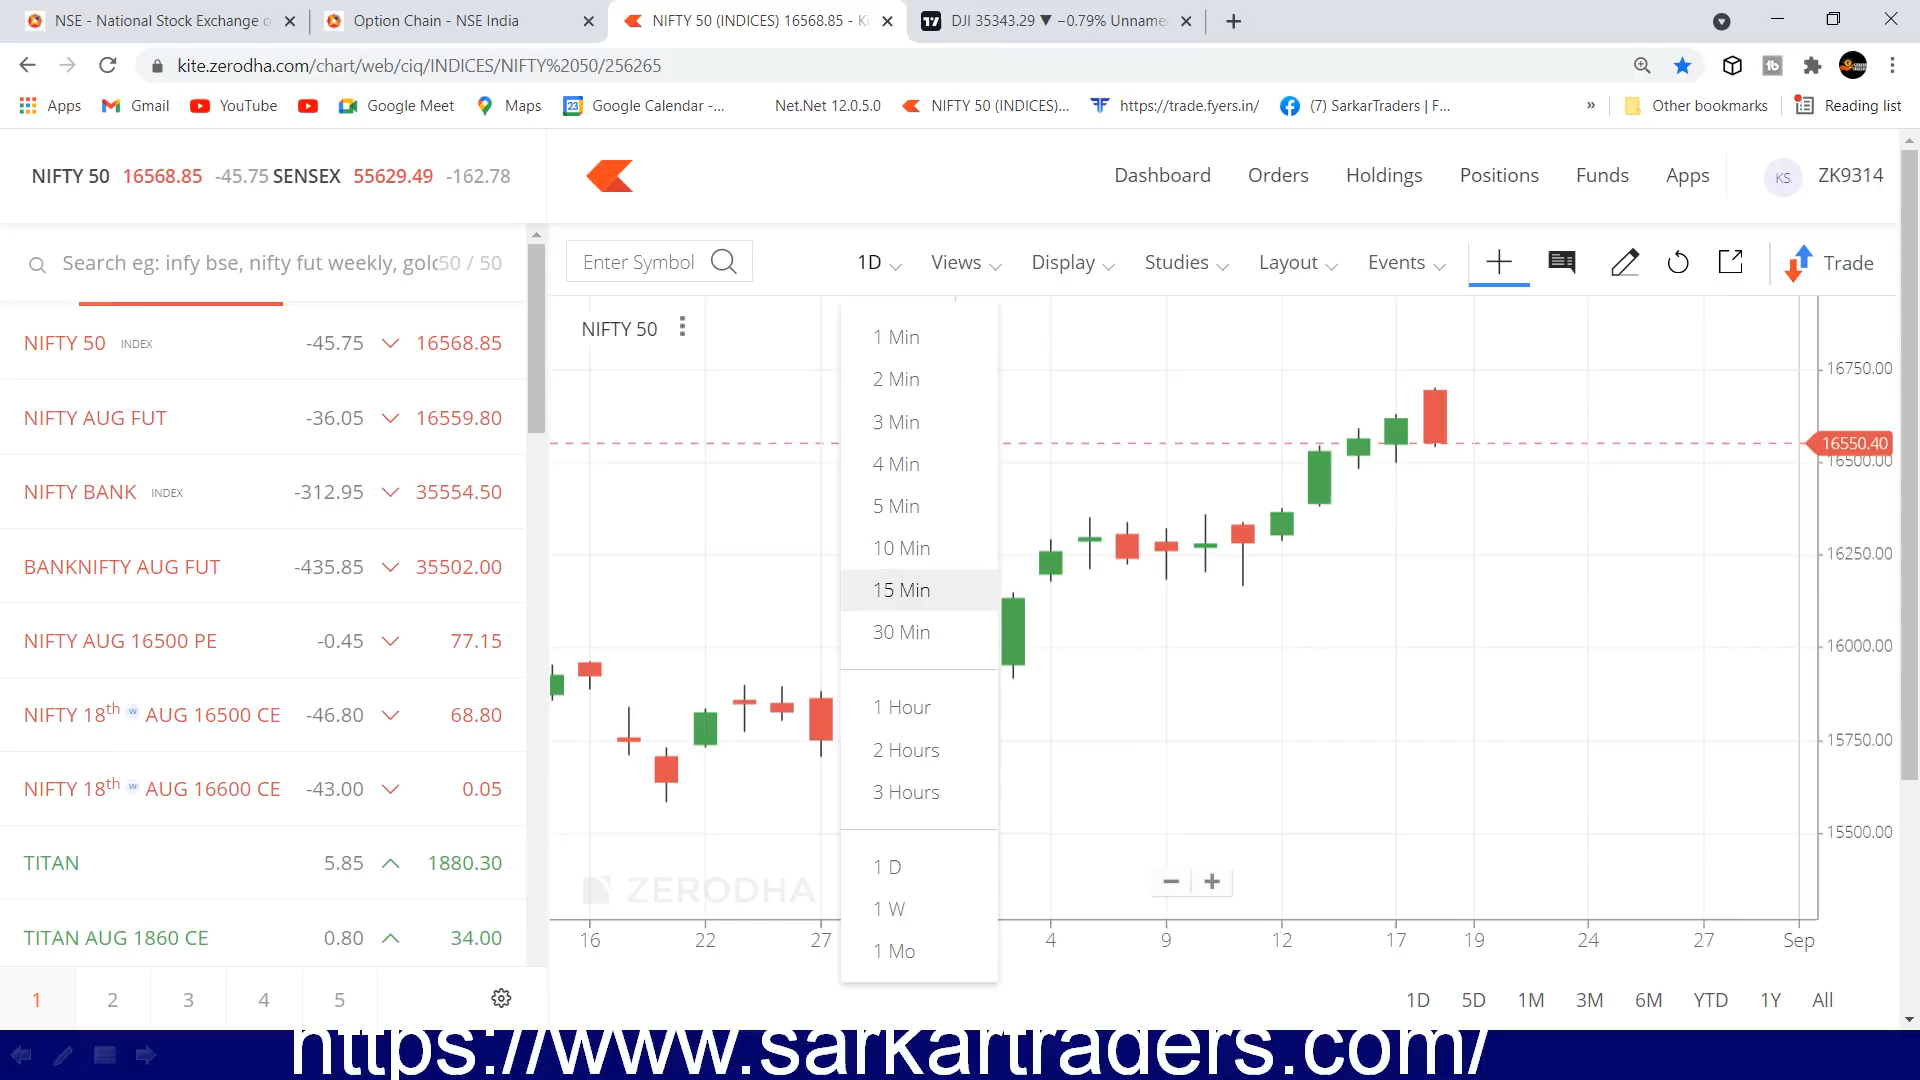 NSE - National Stock Exchange o
Option Chain - NSE India
NIFTY 50 (INDICES) 16568.85 - Ki
DJI 35343.29 ▼ −0.79% Unname
kite.zerodha.com/chart/web/ciq/INDICES/NIFTY%2050/256265
Apps
Gmail
YouTube
Google Meet
Maps
23 Google Calendar -...
Net.Net 12.0.5.0
NIFTY 50 (INDICES)...
https://trade.fyers.in/
(7) SarkarTraders | F...
»
Other bookmarks
Reading list
NIFTY 50 16568.85 -45.75 SENSEX 55629.49 -162.78
Dashboard Orders Holdings Positions Funds Apps KS ZK9314
Search eg: infy bse, nifty fut weekly, gold 50 / 50
Enter Symbol
1D Views Display Studies Layout Events Trade
NIFTY 50 INDEX -45.75 16568.85
NIFTY AUG FUT -36.05 16559.80
NIFTY BANK INDEX -312.95 35554.50
BANKNIFTY AUG FUT -435.85 35502.00
NIFTY AUG 16500 PE -0.45 77.15
NIFTY 18th w AUG 16500 CE -46.80 68.80
NIFTY 18th w AUG 16600 CE -43.00 0.05
TITAN 5.85 1880.30
TITAN AUG 1860 CE 0.80 34.00
1 2 3 4 5
NIFTY 50
1 Min
2 Min
3 Min
4 Min
5 Min
10 Min
15 Min
30 Min
1 Hour
2 Hours
3 Hours
1 D
1 W
1 Mo
16750.00
16550.40
16500.00
16250.00
16000.00
15750.00
15500.00
ZERODHA
− +
16 22 27 4 9 12 17 19 24 27 Sep
1D 5D 1M 3M 6M YTD 1Y All
https://www.sarkartraders.com/